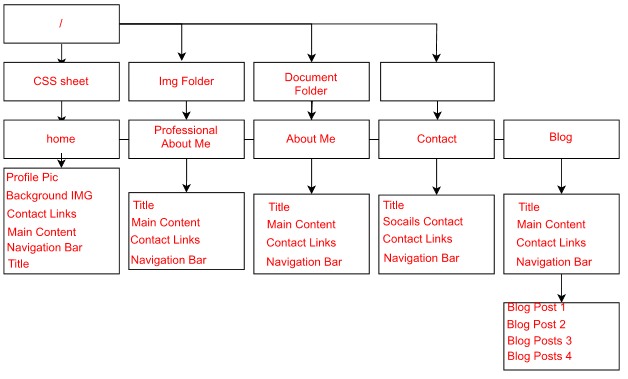 /
CSS sheet
Img Folder
Document
Folder
home
Professional
About Me
About Me
Contact
Blog
Profile Pic
Background IMG
Contact Links
Main Content
Navigation Bar
Title
Title
Main Content
Contact Links
Navigation Bar
Title
Main Content
Contact Links
Navigation Bar
Title
Socails Contact
Contact Links
Navigation Bar
Title
Main Content
Contact Links
Navigation Bar
Blog Post 1
Blog Post 2
Blog Posts 3
Blog Posts 4